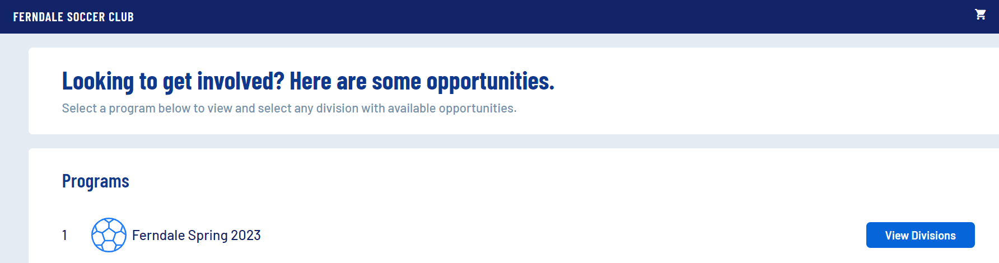 FERNDALE SOCCER CLUB
Looking to get involved? Here are some opportunities.
Select a program below to view and select any division with available opportunities.
Programs
1 Ferndale Spring 2023 View Divisions